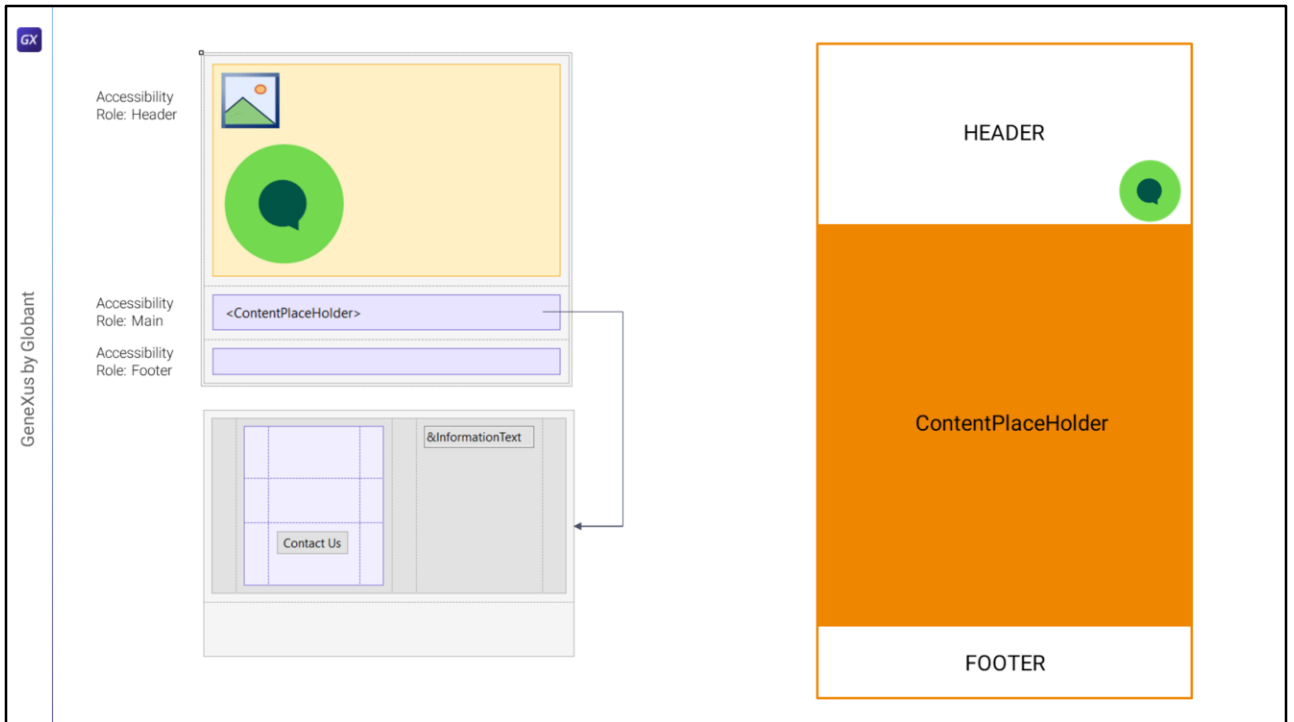 GX
GeneXus by Globant
Accessibility
Role: Header
Accessibility
Role: Main
<ContentPlaceHolder>
Accessibility
Role: Footer
&InformationText
Contact Us
HEADER
ContentPlaceHolder
FOOTER